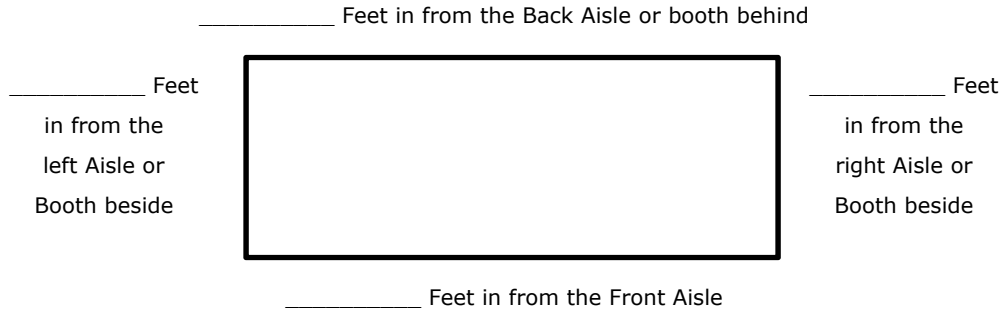 __________ Feet in from the Back Aisle or booth behind
__________ Feet
in from the
left Aisle or
Booth beside
__________ Feet
in from the
right Aisle or
Booth beside
__________ Feet in from the Front Aisle